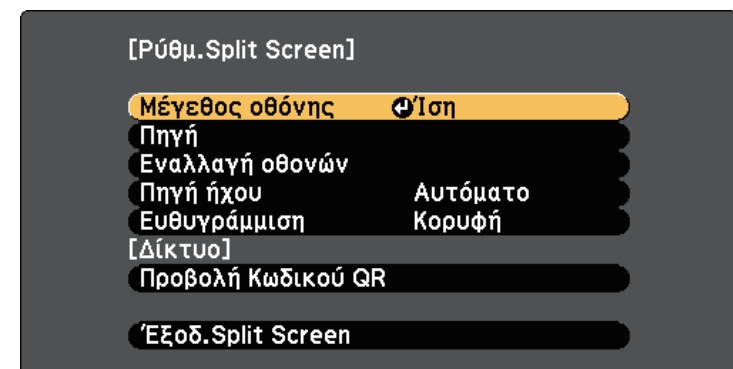 [Ρύθμ.Split Screen]
Μέγεθος οθόνης Ίση
Πηγή
Εναλλαγή οθονών
Πηγή ήχου Αυτόματο
Ευθυγράμμιση Κορυφή
[Δίκτυο]
Προβολή Κωδικού QR
Έξοδ.Split Screen